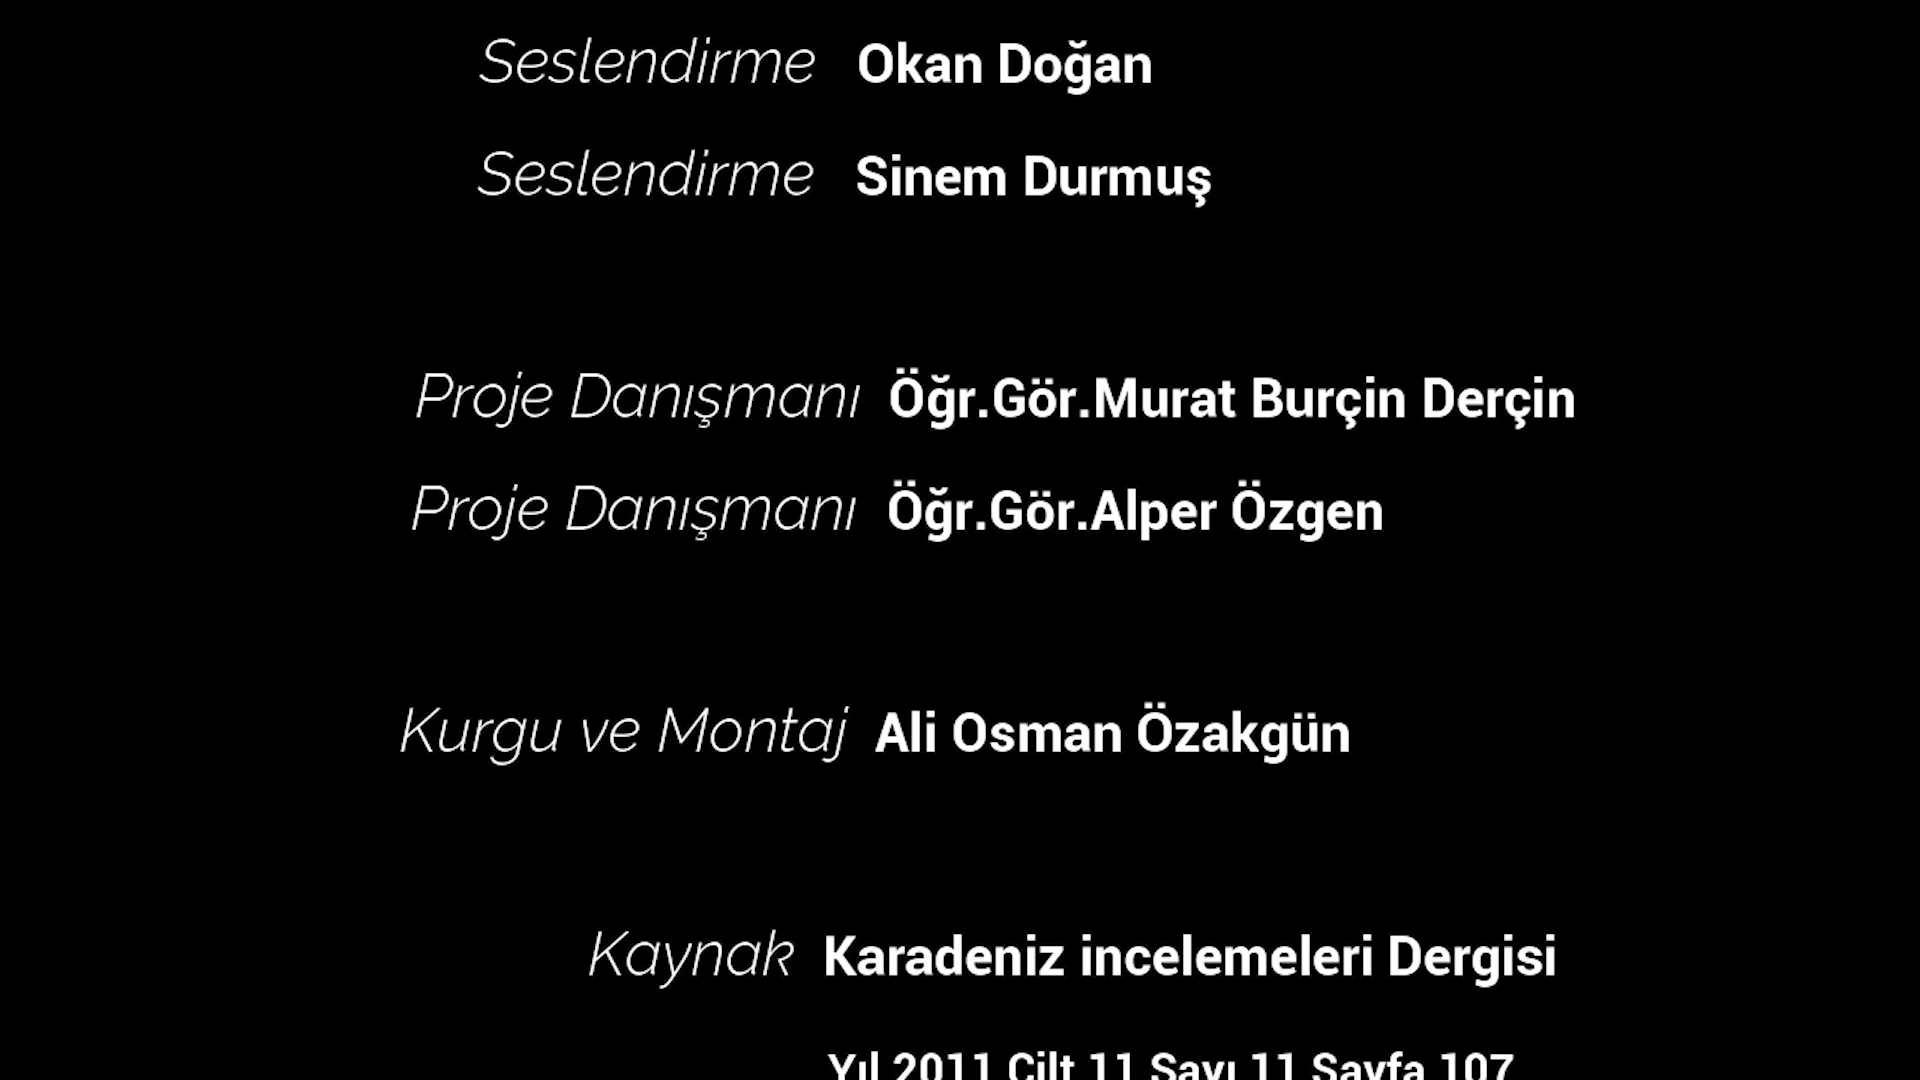 Seslendirme Okan Doğan
Seslendirme Sinem Durmuş
Proje Danışmanı Öğr.Gör.Murat Burçin Derçin
Proje Danışmanı Öğr.Gör.Alper Özgen
Kurgu ve Montaj Ali Osman Özakgün
Kaynak Karadeniz incelemeleri Dergisi
Yıl 2011 Cilt 11 Sayı 11 Sayfa 107